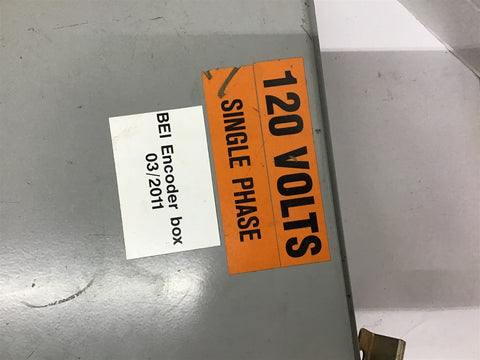 120 VOLTS
SINGLE PHASE
BEI Encoder box
03/2011